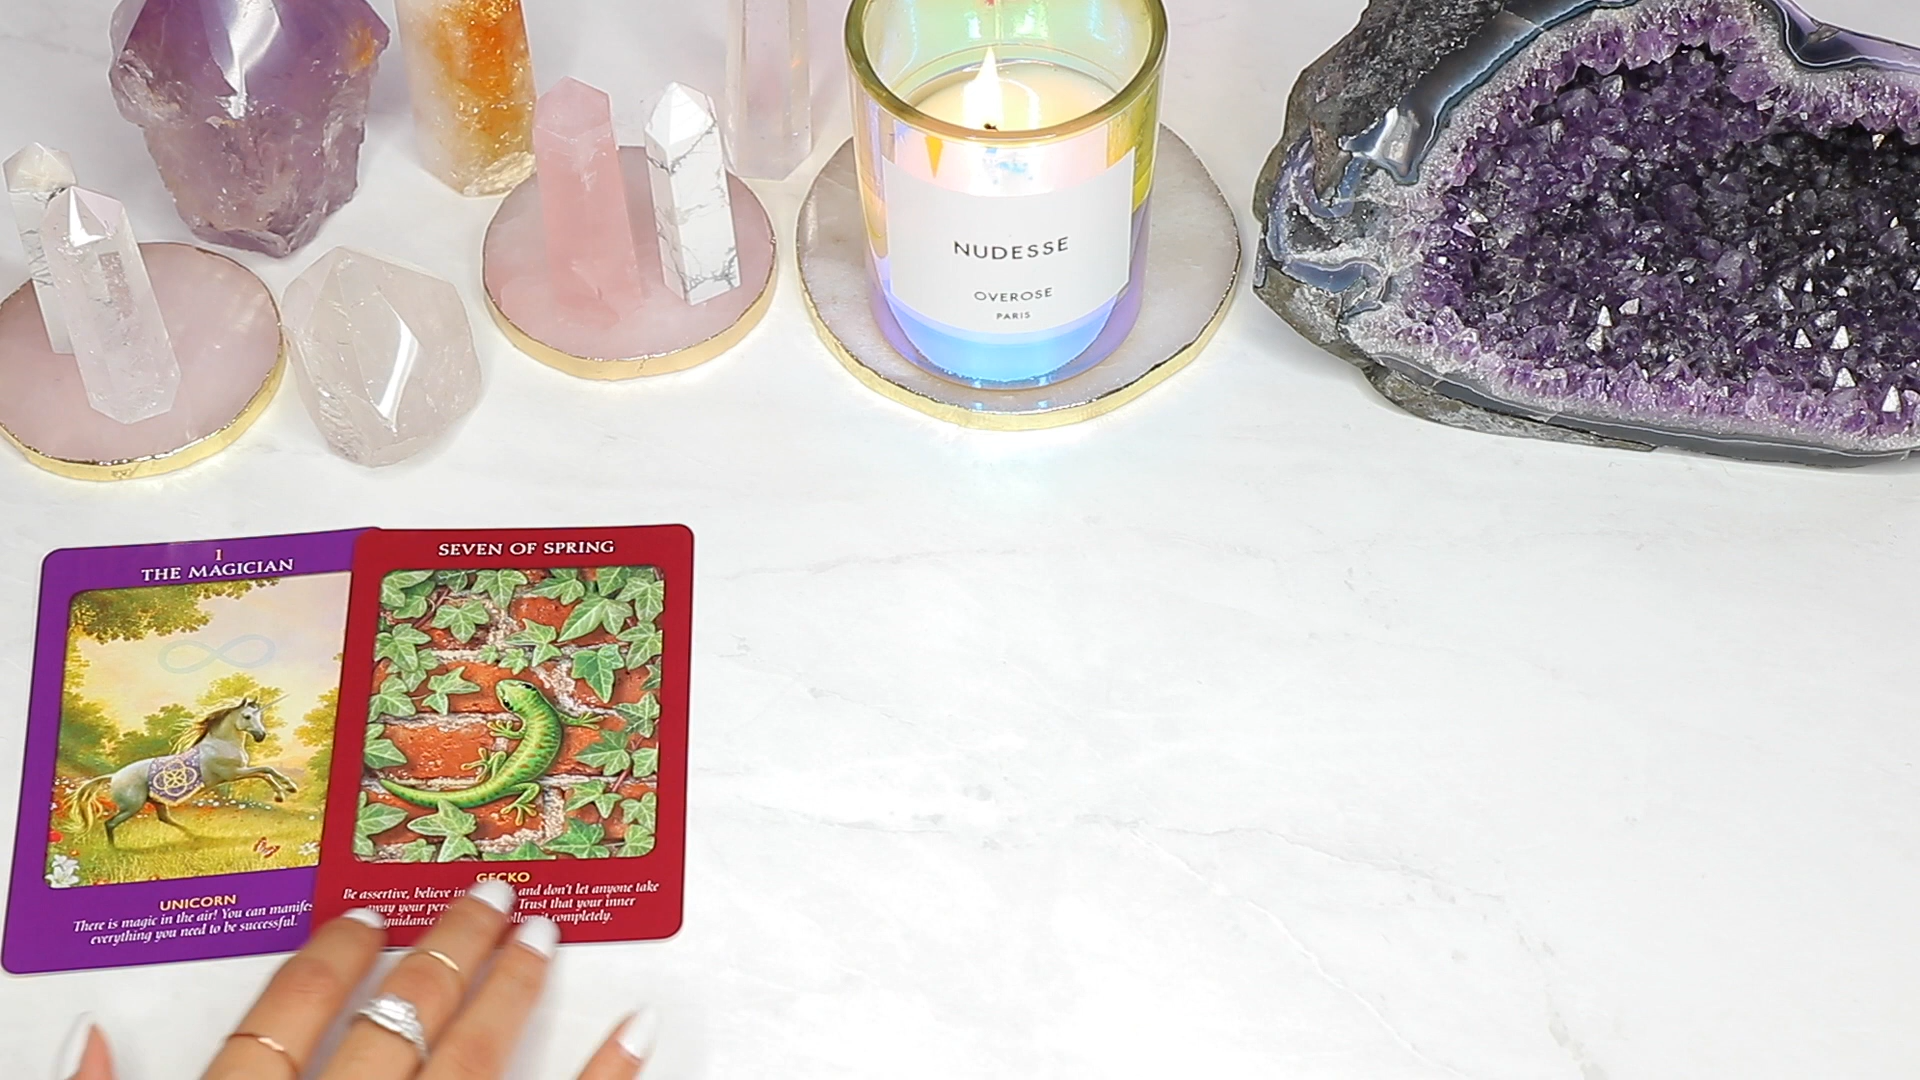 NUDESSE
OVEROSE
PARIS
1
THE MAGICIAN
UNICORN
There is magic in the air! You can manifes
everything you need to be successful.
SEVEN OF SPRING
GECKO
Be assertive, believe in and don't let anyone take
away your Trust that your inner
guidance completely.